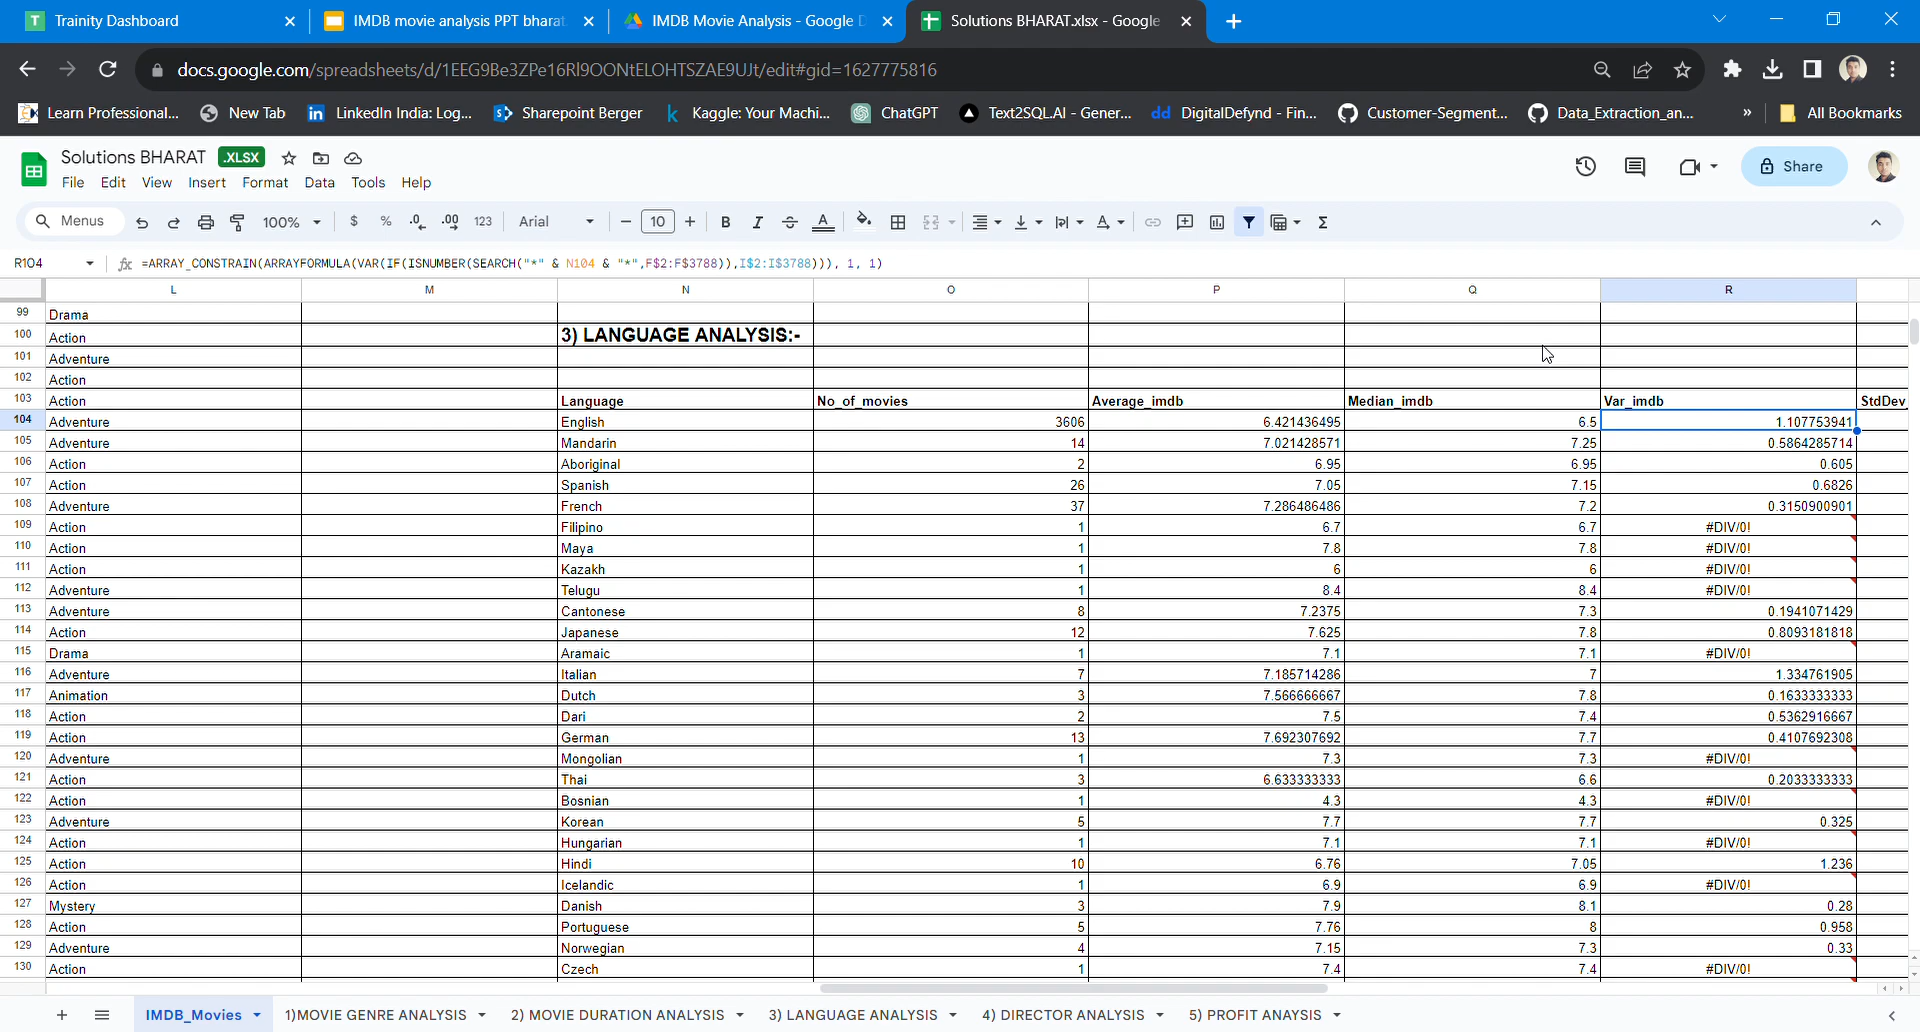 Trainity Dashboard
IMDB movie analysis PPT bharat
IMDB Movie Analysis - Google D
Solutions BHARAT.xlsx - Google
docs.google.com/spreadsheets/d/1EEG9Be3ZPe16Rl9OONtELOHTSZAE9UJt/edit#gid=1627775816
Learn Professional... New Tab LinkedIn India: Log... Sharepoint Berger Kaggle: Your Machi... ChatGPT Text2SQL.AI - Gener... DigitalDefynd - Fin... Customer-Segment... Data_Extraction_an... » All Bookmarks
Solutions BHARAT .XLSX
File Edit View Insert Format Data Tools Help
Share
Menus 100% $ % .0 .00 123 Arial 10 B I A Σ
R104 fx =ARRAY_CONSTRAIN(ARRAYFORMULA(VAR(IF(ISNUMBER(SEARCH("*" & N104 & "*",F$2:F$3788)),I$2:I$3788))), 1, 1)
L M N O P Q R
99 Drama
100 Action 3) LANGUAGE ANALYSIS:-
101 Adventure
102 Action
103 Action Language No_of_movies Average_imdb Median_imdb Var_imdb StdDev
104 Adventure English 3606 6.421436495 6.5 1.107753941
105 Adventure Mandarin 14 7.021428571 7.25 0.5864285714
106 Action Aboriginal 2 6.95 6.95 0.605
107 Action Spanish 26 7.05 7.15 0.6826
108 Adventure French 37 7.286486486 7.2 0.3150900901
109 Action Filipino 1 6.7 6.7 #DIV/0!
110 Action Maya 1 7.8 7.8 #DIV/0!
111 Action Kazakh 1 6 6 #DIV/0!
112 Adventure Telugu 1 8.4 8.4 #DIV/0!
113 Adventure Cantonese 8 7.2375 7.3 0.1941071429
114 Action Japanese 12 7.625 7.8 0.8093181818
115 Drama Aramaic 1 7.1 7.1 #DIV/0!
116 Adventure Italian 7 7.185714286 7 1.334761905
117 Animation Dutch 3 7.566666667 7.8 0.1633333333
118 Action Dari 2 7.5 7.4 0.5362916667
119 Action German 13 7.692307692 7.7 0.4107692308
120 Adventure Mongolian 1 7.3 7.3 #DIV/0!
121 Action Thai 3 6.633333333 6.6 0.2033333333
122 Action Bosnian 1 4.3 4.3 #DIV/0!
123 Adventure Korean 5 7.7 7.7 0.325
124 Action Hungarian 1 7.1 7.1 #DIV/0!
125 Action Hindi 10 6.76 7.05 1.236
126 Action Icelandic 1 6.9 6.9 #DIV/0!
127 Mystery Danish 3 7.9 8.1 0.28
128 Action Portuguese 5 7.76 8 0.958
129 Adventure Norwegian 4 7.15 7.3 0.33
130 Action Czech 1 7.4 7.4 #DIV/0!
IMDB_Movies 1)MOVIE GENRE ANALYSIS 2) MOVIE DURATION ANALYSIS 3) LANGUAGE ANALYSIS 4) DIRECTOR ANALYSIS 5) PROFIT ANAYSIS